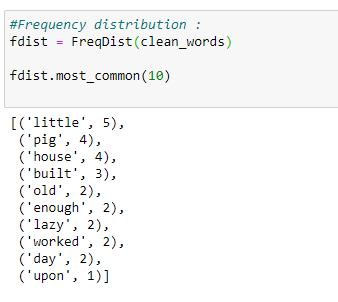 #Frequency distribution :
fdist = FreqDist(clean_words)
fdist.most_common(10)
[('little', 5),
('pig', 4),
('house', 4),
('built', 3),
('old', 2),
('enough', 2),
('lazy', 2),
('worked', 2),
('day', 2),
('upon', 1)]